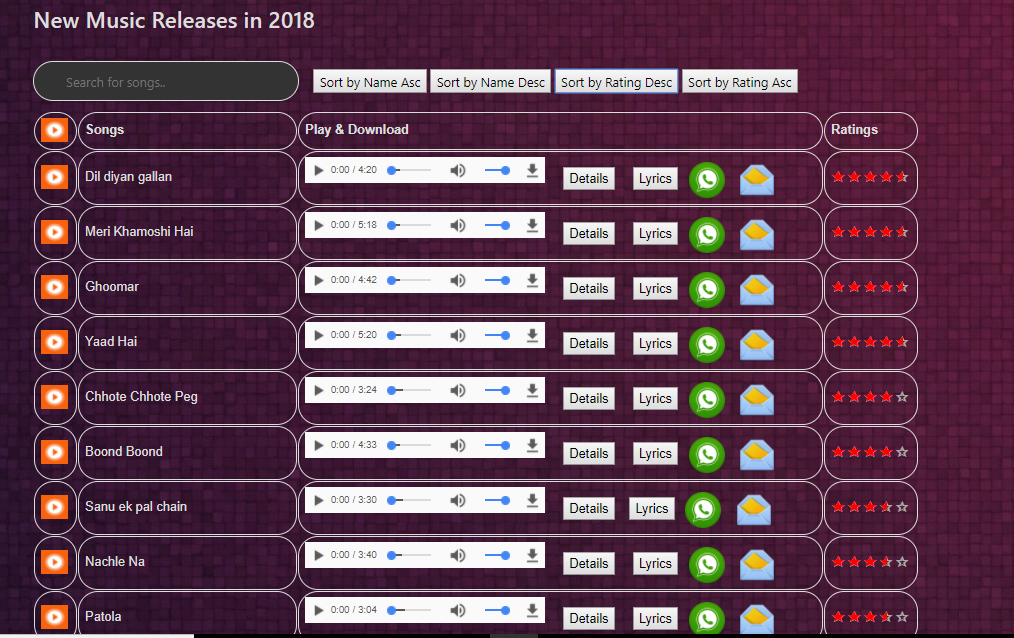 New Music Releases in 2018
Search for songs.. Sort by Name Asc Sort by Name Desc Sort by Rating Desc Sort by Rating Asc
Songs Play & Download Ratings
Dil diyan gallan 0:00 / 4:20 Details Lyrics
Meri Khamoshi Hai 0:00 / 5:18 Details Lyrics
Ghoomar 0:00 / 4:42 Details Lyrics
Yaad Hai 0:00 / 5:20 Details Lyrics
Chhote Chhote Peg 0:00 / 3:24 Details Lyrics
Boond Boond 0:00 / 4:33 Details Lyrics
Sanu ek pal chain 0:00 / 3:30 Details Lyrics
Nachle Na 0:00 / 3:40 Details Lyrics
Patola 0:00 / 3:04 Details Lyrics